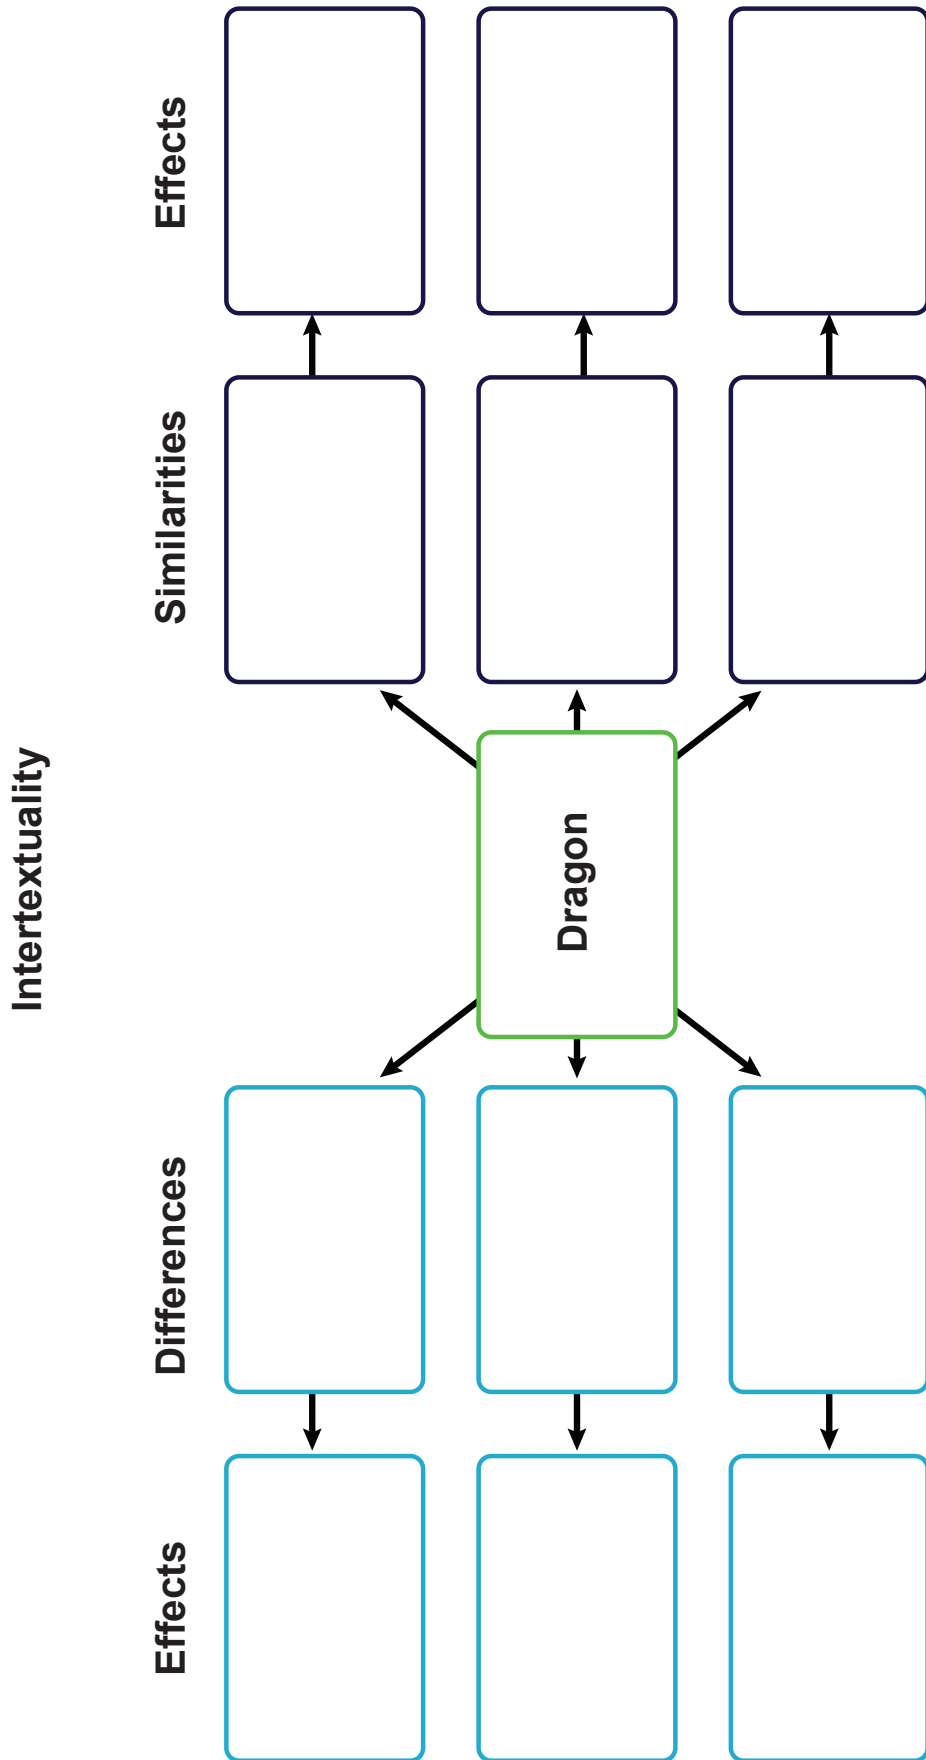 Intertextuality
Effects
Differences
Similarities
Effects
Dragon